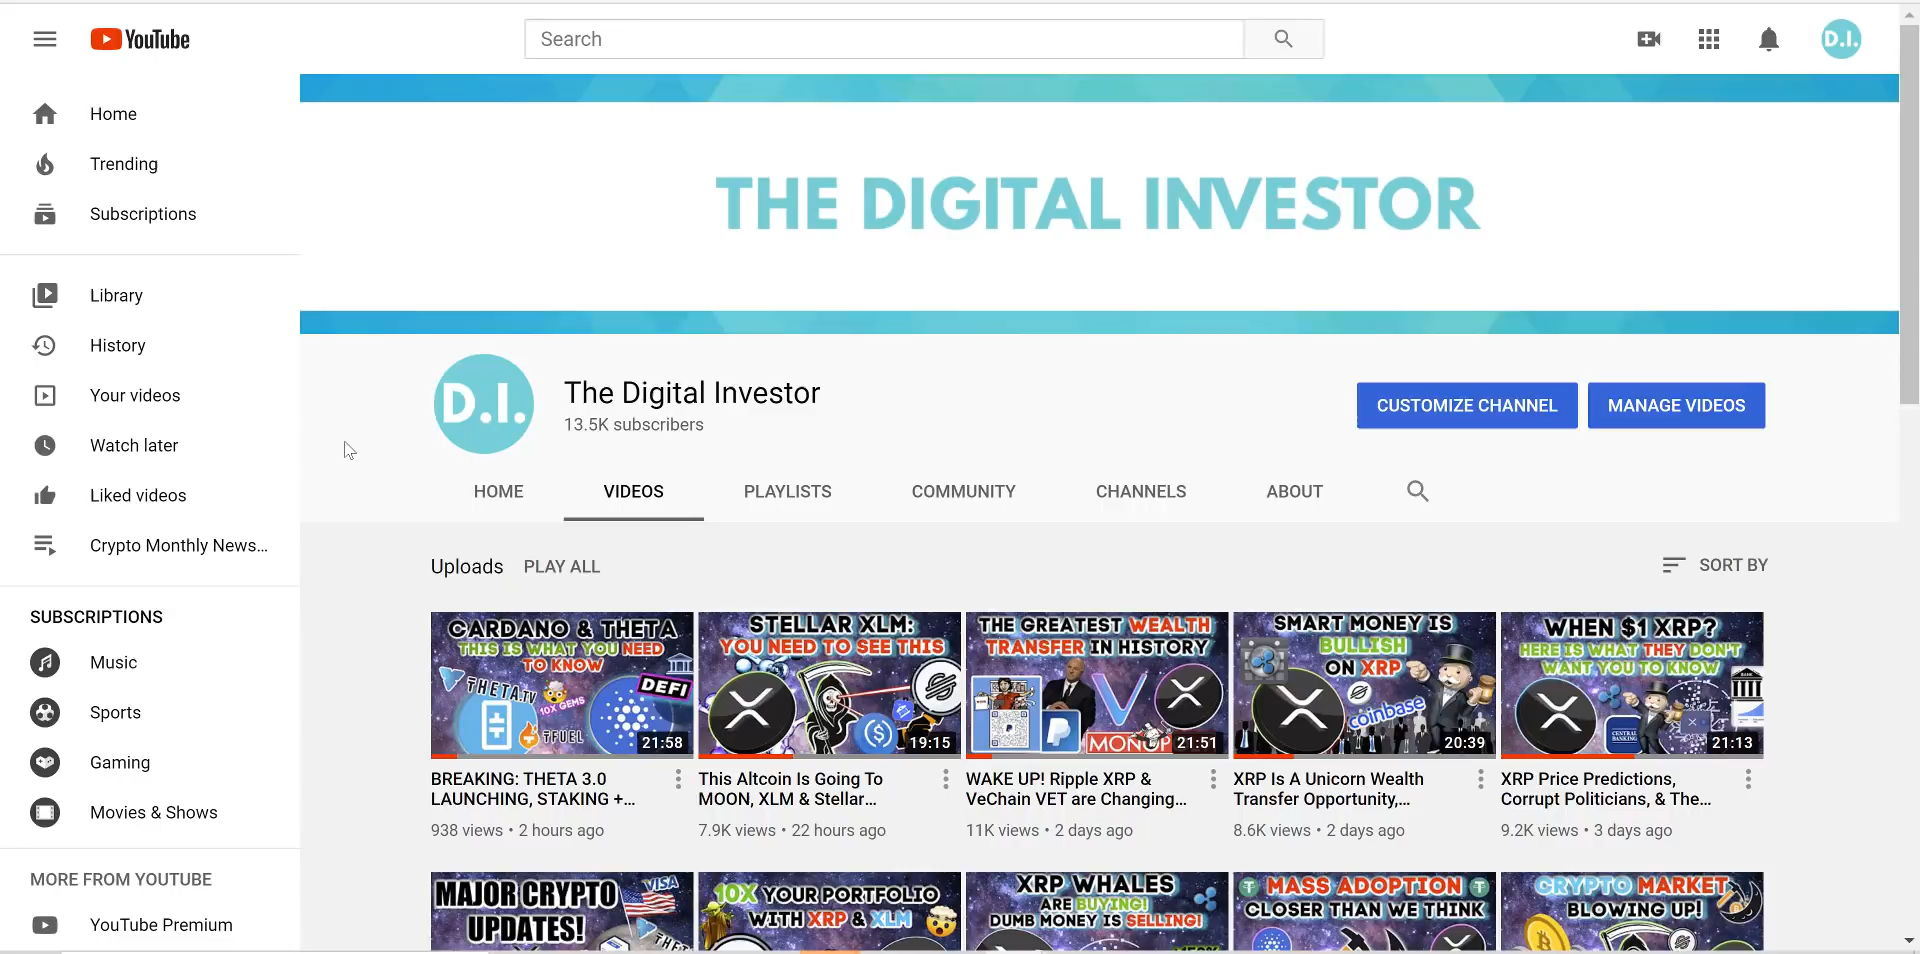 YouTube
Search
D.I.
Home
Trending
Subscriptions
Library
History
Your videos
Watch later
Liked videos
Crypto Monthly News...
SUBSCRIPTIONS
Music
Sports
Gaming
Movies & Shows
MORE FROM YOUTUBE
YouTube Premium
THE DIGITAL INVESTOR
D.I.
The Digital Investor
13.5K subscribers
CUSTOMIZE CHANNEL
MANAGE VIDEOS
HOME
VIDEOS
PLAYLISTS
COMMUNITY
CHANNELS
ABOUT
Uploads
PLAY ALL
SORT BY
CARDANO & THETA
THIS IS WHAT YOU NEED
TO KNOW
THETA.tv
10X GEMS
DEFI
TFUEL
21:58
BREAKING: THETA 3.0
LAUNCHING, STAKING +...
938 views • 2 hours ago
STELLAR XLM:
YOU NEED TO SEE THIS
19:15
This Altcoin Is Going To
MOON, XLM & Stellar...
7.9K views • 22 hours ago
THE GREATEST WEALTH
TRANSFER IN HISTORY
MONOP
21:51
WAKE UP! Ripple XRP &
VeChain VET are Changing...
11K views • 2 days ago
SMART MONEY IS
BULLISH
ON XRP
coinbase
20:39
XRP Is A Unicorn Wealth
Transfer Opportunity,...
8.6K views • 2 days ago
WHEN $1 XRP?
HERE IS WHAT THEY DON'T
WANT YOU TO KNOW
BANK
CENTRAL
BANKING
21:13
XRP Price Predictions,
Corrupt Politicians, & The...
9.2K views • 3 days ago
MAJOR CRYPTO
UPDATES!
VISA
THETA
10X YOUR PORTFOLIO
WITH XRP & XLM
XRP WHALES
ARE BUYING!
DUMB MONEY IS SELLING!
MASS ADOPTION
CLOSER THAN WE THINK
CRYPTO MARKET
BLOWING UP!